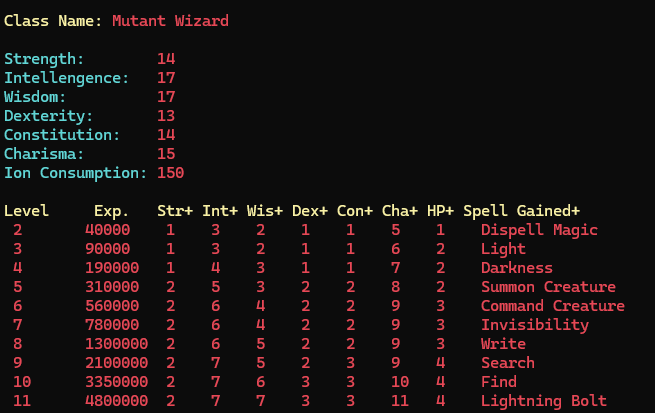 Class Name: Mutant Wizard
Strength: 14
Intellengence: 17
Wisdom: 17
Dexterity: 13
Constitution: 14
Charisma: 15
Ion Consumption: 150
Level Exp. Str+ Int+ Wis+ Dex+ Con+ Cha+ HP+ Spell Gained+
2 40000 1 3 2 1 1 5 1 Dispell Magic
3 90000 1 3 2 1 1 6 2 Light
4 190000 1 4 3 1 1 7 2 Darkness
5 310000 2 5 3 2 2 8 2 Summon Creature
6 560000 2 6 4 2 2 9 3 Command Creature
7 780000 2 6 4 2 2 9 3 Invisibility
8 1300000 2 6 5 2 2 9 3 Write
9 2100000 2 7 5 2 3 9 4 Search
10 3350000 2 7 6 3 3 10 4 Find
11 4800000 2 7 7 3 3 11 4 Lightning Bolt